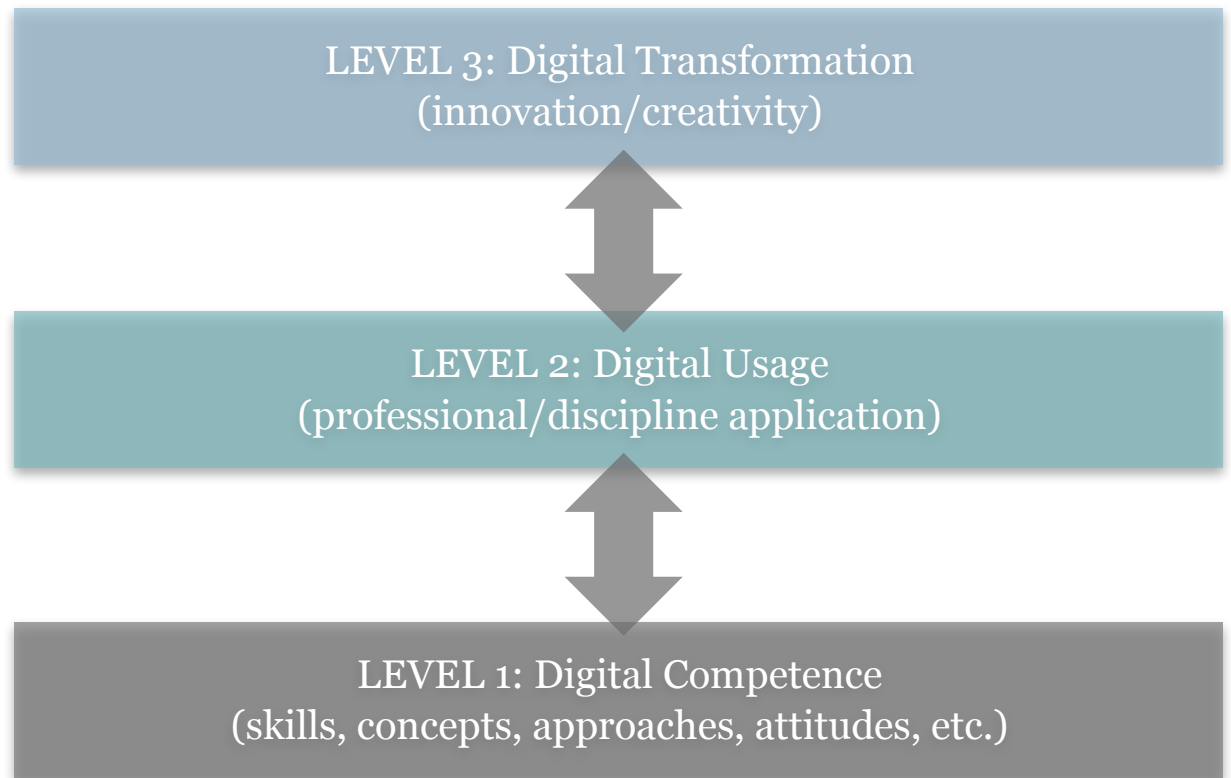 LEVEL 3: Digital Transformation
(innovation/creativity)
LEVEL 2: Digital Usage
(professional/discipline application)
LEVEL 1: Digital Competence
(skills, concepts, approaches, attitudes, etc.)